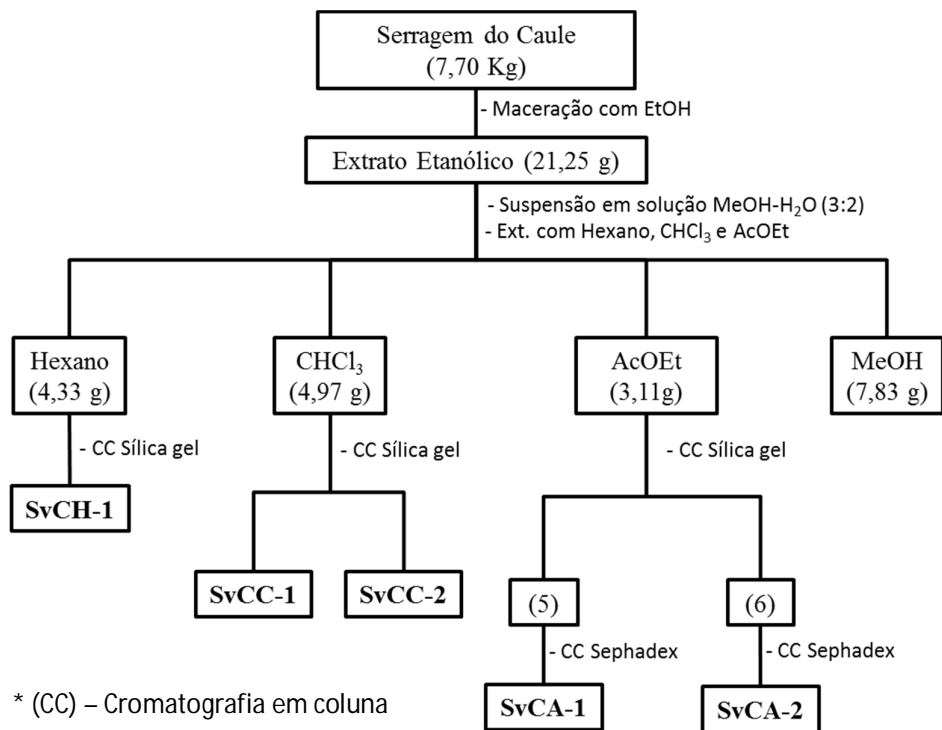 Serragem do Caule
(7,70 Kg)
- Maceração com EtOH
Extrato Etanólico (21,25 g)
- Suspensão em solução MeOH-H₂O (3:2)
- Ext. com Hexano, CHCl₃ e AcOEt
Hexano
(4,33 g)
CHCl₃
(4,97 g)
AcOEt
(3,11g)
MeOH
(7,83 g)
- CC Sílica gel
- CC Sílica gel
- CC Sílica gel
SvCH-1
SvCC-1
SvCC-2
(5)
(6)
- CC Sephadex
- CC Sephadex
SvCA-1
SvCA-2
* (CC) – Cromatografia em coluna